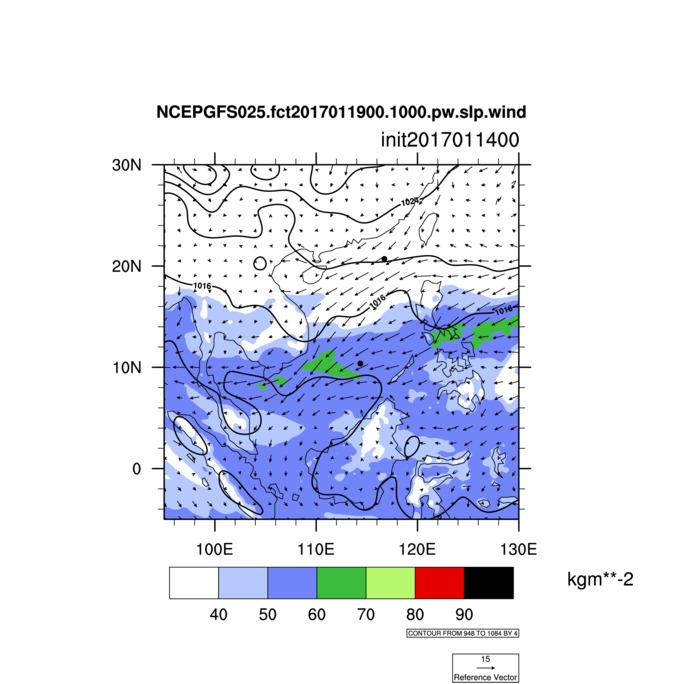 NCEPGFS025.fct2017011900.1000.pw.slp.wind
init2017011400
30N
1024
20N
1016
1016
1016
10N
0
100E 110E 120E 130E
kgm**-2
40 50 60 70 80 90
CONTOUR FROM 948 TO 1084 BY 4
15
Reference Vector